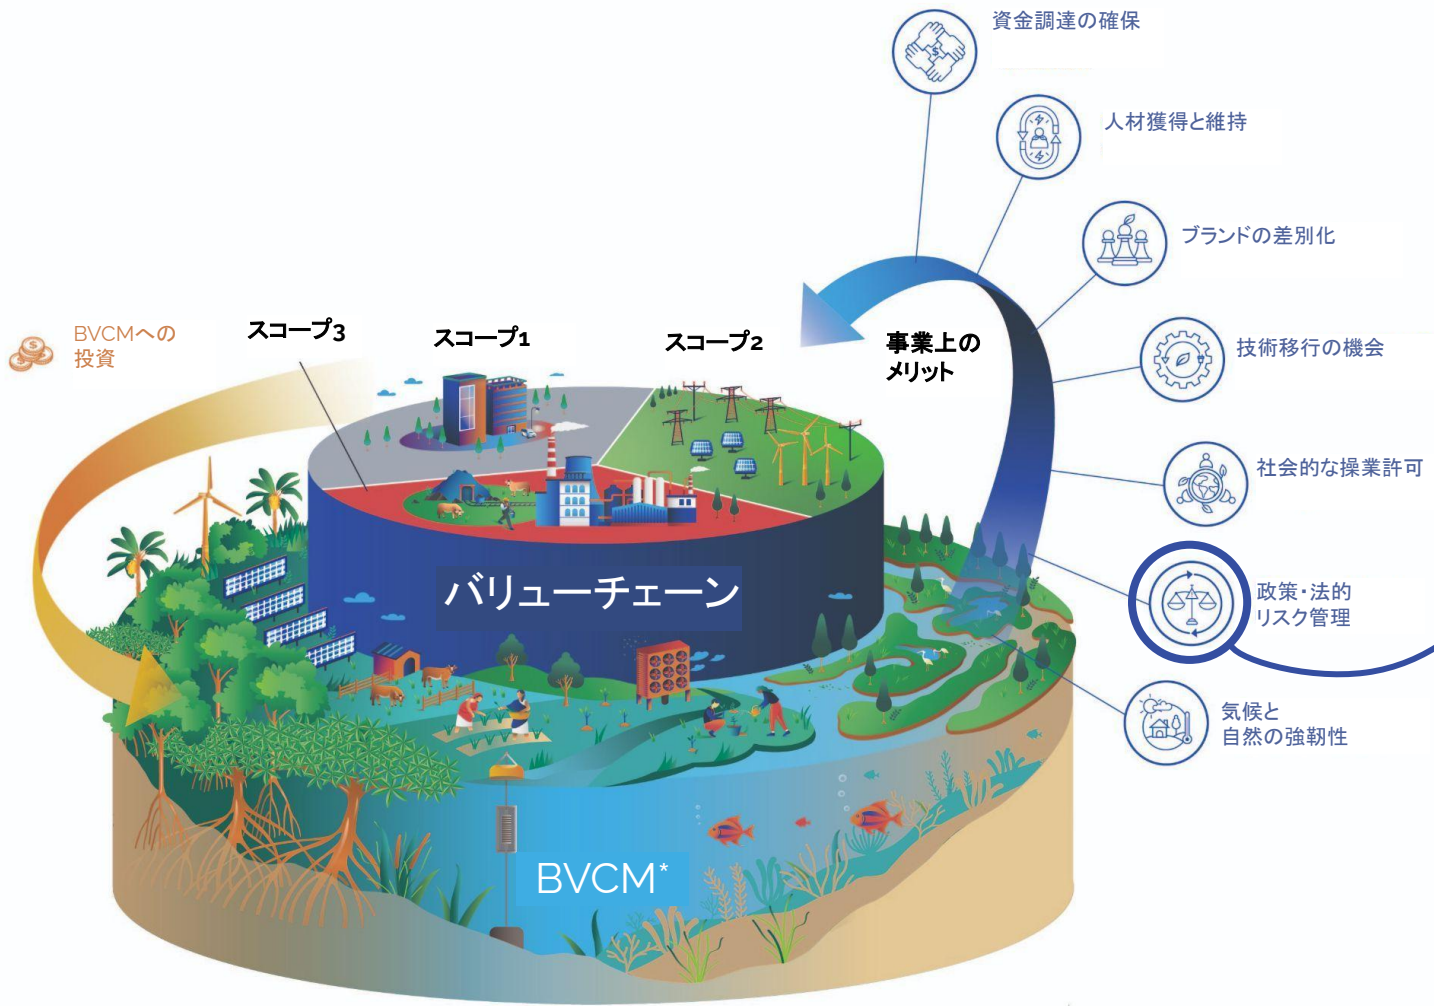 資金調達の確保
人材獲得と維持
ブランドの差別化
BVCMへの
投資
スコープ3
スコープ1
スコープ2
事業上の
メリット
技術移行の機会
社会的な操業許可
バリューチェーン
政策・法的
リスク管理
気候と
自然の強靭性
BVCM*